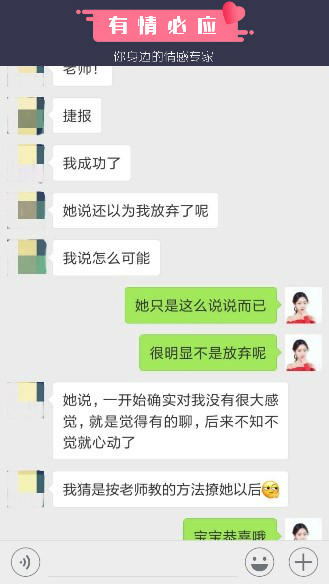 有情必应
你身边的情感专家
老师！
捷报
我成功了
她说还以为我放弃了呢
我说怎么可能
她只是这么说说而已
很明显不是放弃呢
她说，一开始确实对我没有很大感
觉，就是觉得有的聊，后来不知不
觉就心动了
我猜是按老师教的方法撩她以后
宝宝恭喜哦